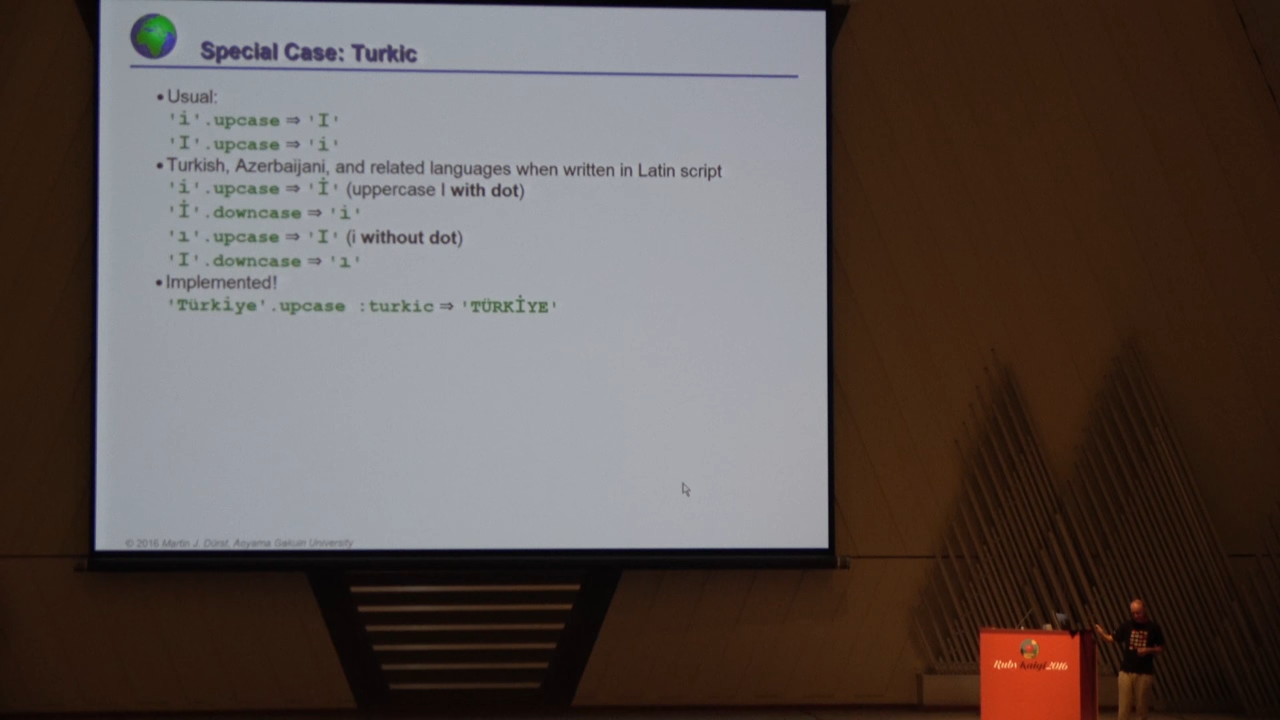 Special Case: Turkic
• Usual:
'i'.upcase ⇒ 'I'
'I'.upcase ⇒ 'i'
• Turkish, Azerbaijani, and related languages when written in Latin script
'i'.upcase ⇒ 'İ' (uppercase I with dot)
'İ'.downcase ⇒ 'i'
'ı'.upcase ⇒ 'I' (i without dot)
'I'.downcase ⇒ 'ı'
• Implemented!
'Türkiye'.upcase :turkic ⇒ 'TÜRKİYE'
© 2016 Martin J. Dürst, Aoyama Gakuin University
Ruby Kaigi 2016